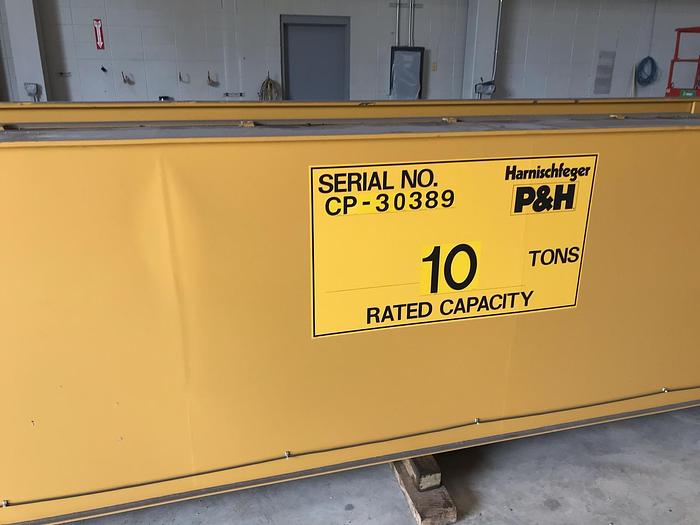 SERIAL NO.
CP-30389
Harnischfeger
P&H
10 TONS
RATED CAPACITY